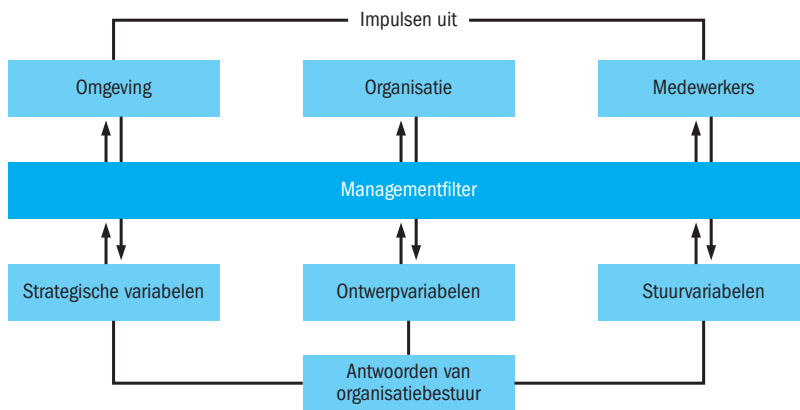 Impulsen uit
Omgeving
Organisatie
Medewerkers
Managementfilter
Strategische variabelen
Ontwerpvariabelen
Stuurvariabelen
Antwoorden van
organisatiebestuur